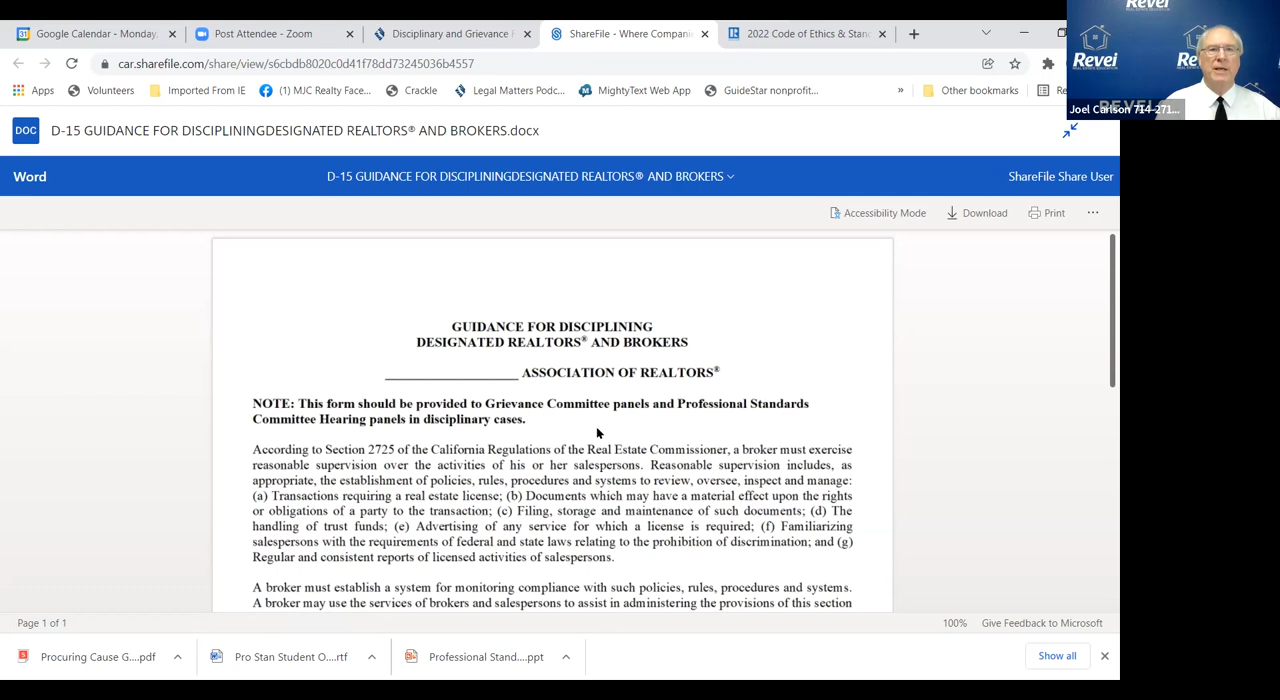 Google Calendar - Monday,
Post Attendee - Zoom
Disciplinary and Grievance
ShareFile - Where Compani
2022 Code of Ethics & Stan
car.sharefile.com/share/view/s6cbdb8020c0d41f78dd73245036b4557
Apps
Volunteers
Imported From IE
(1) MJC Realty Face...
Crackle
Legal Matters Podc...
MightyText Web App
GuideStar nonprofit...
»
Other bookmarks
Revei
Revei
Joel Carlson 714-271...
DOC
D-15 GUIDANCE FOR DISCIPLININGDESIGNATED REALTORS® AND BROKERS.docx
Word
D-15 GUIDANCE FOR DISCIPLININGDESIGNATED REALTORS® AND BROKERS
ShareFile Share User
Accessibility Mode
Download
Print
...
GUIDANCE FOR DISCIPLINING
DESIGNATED REALTORS® AND BROKERS
____________________ ASSOCIATION OF REALTORS®
NOTE: This form should be provided to Grievance Committee panels and Professional Standards
Committee Hearing panels in disciplinary cases.
According to Section 2725 of the California Regulations of the Real Estate Commissioner, a broker must exercise
reasonable supervision over the activities of his or her salespersons. Reasonable supervision includes, as
appropriate, the establishment of policies, rules, procedures and systems to review, oversee, inspect and manage:
(a) Transactions requiring a real estate license; (b) Documents which may have a material effect upon the rights
or obligations of a party to the transaction; (c) Filing, storage and maintenance of such documents; (d) The
handling of trust funds; (e) Advertising of any service for which a license is required; (f) Familiarizing
salespersons with the requirements of federal and state laws relating to the prohibition of discrimination; and (g)
Regular and consistent reports of licensed activities of salespersons.
A broker must establish a system for monitoring compliance with such policies, rules, procedures and systems.
A broker may use the services of brokers and salespersons to assist in administering the provisions of this section
Page 1 of 1
100%
Give Feedback to Microsoft
Procuring Cause G....pdf
Pro Stan Student O....rtf
Professional Stand....ppt
Show all